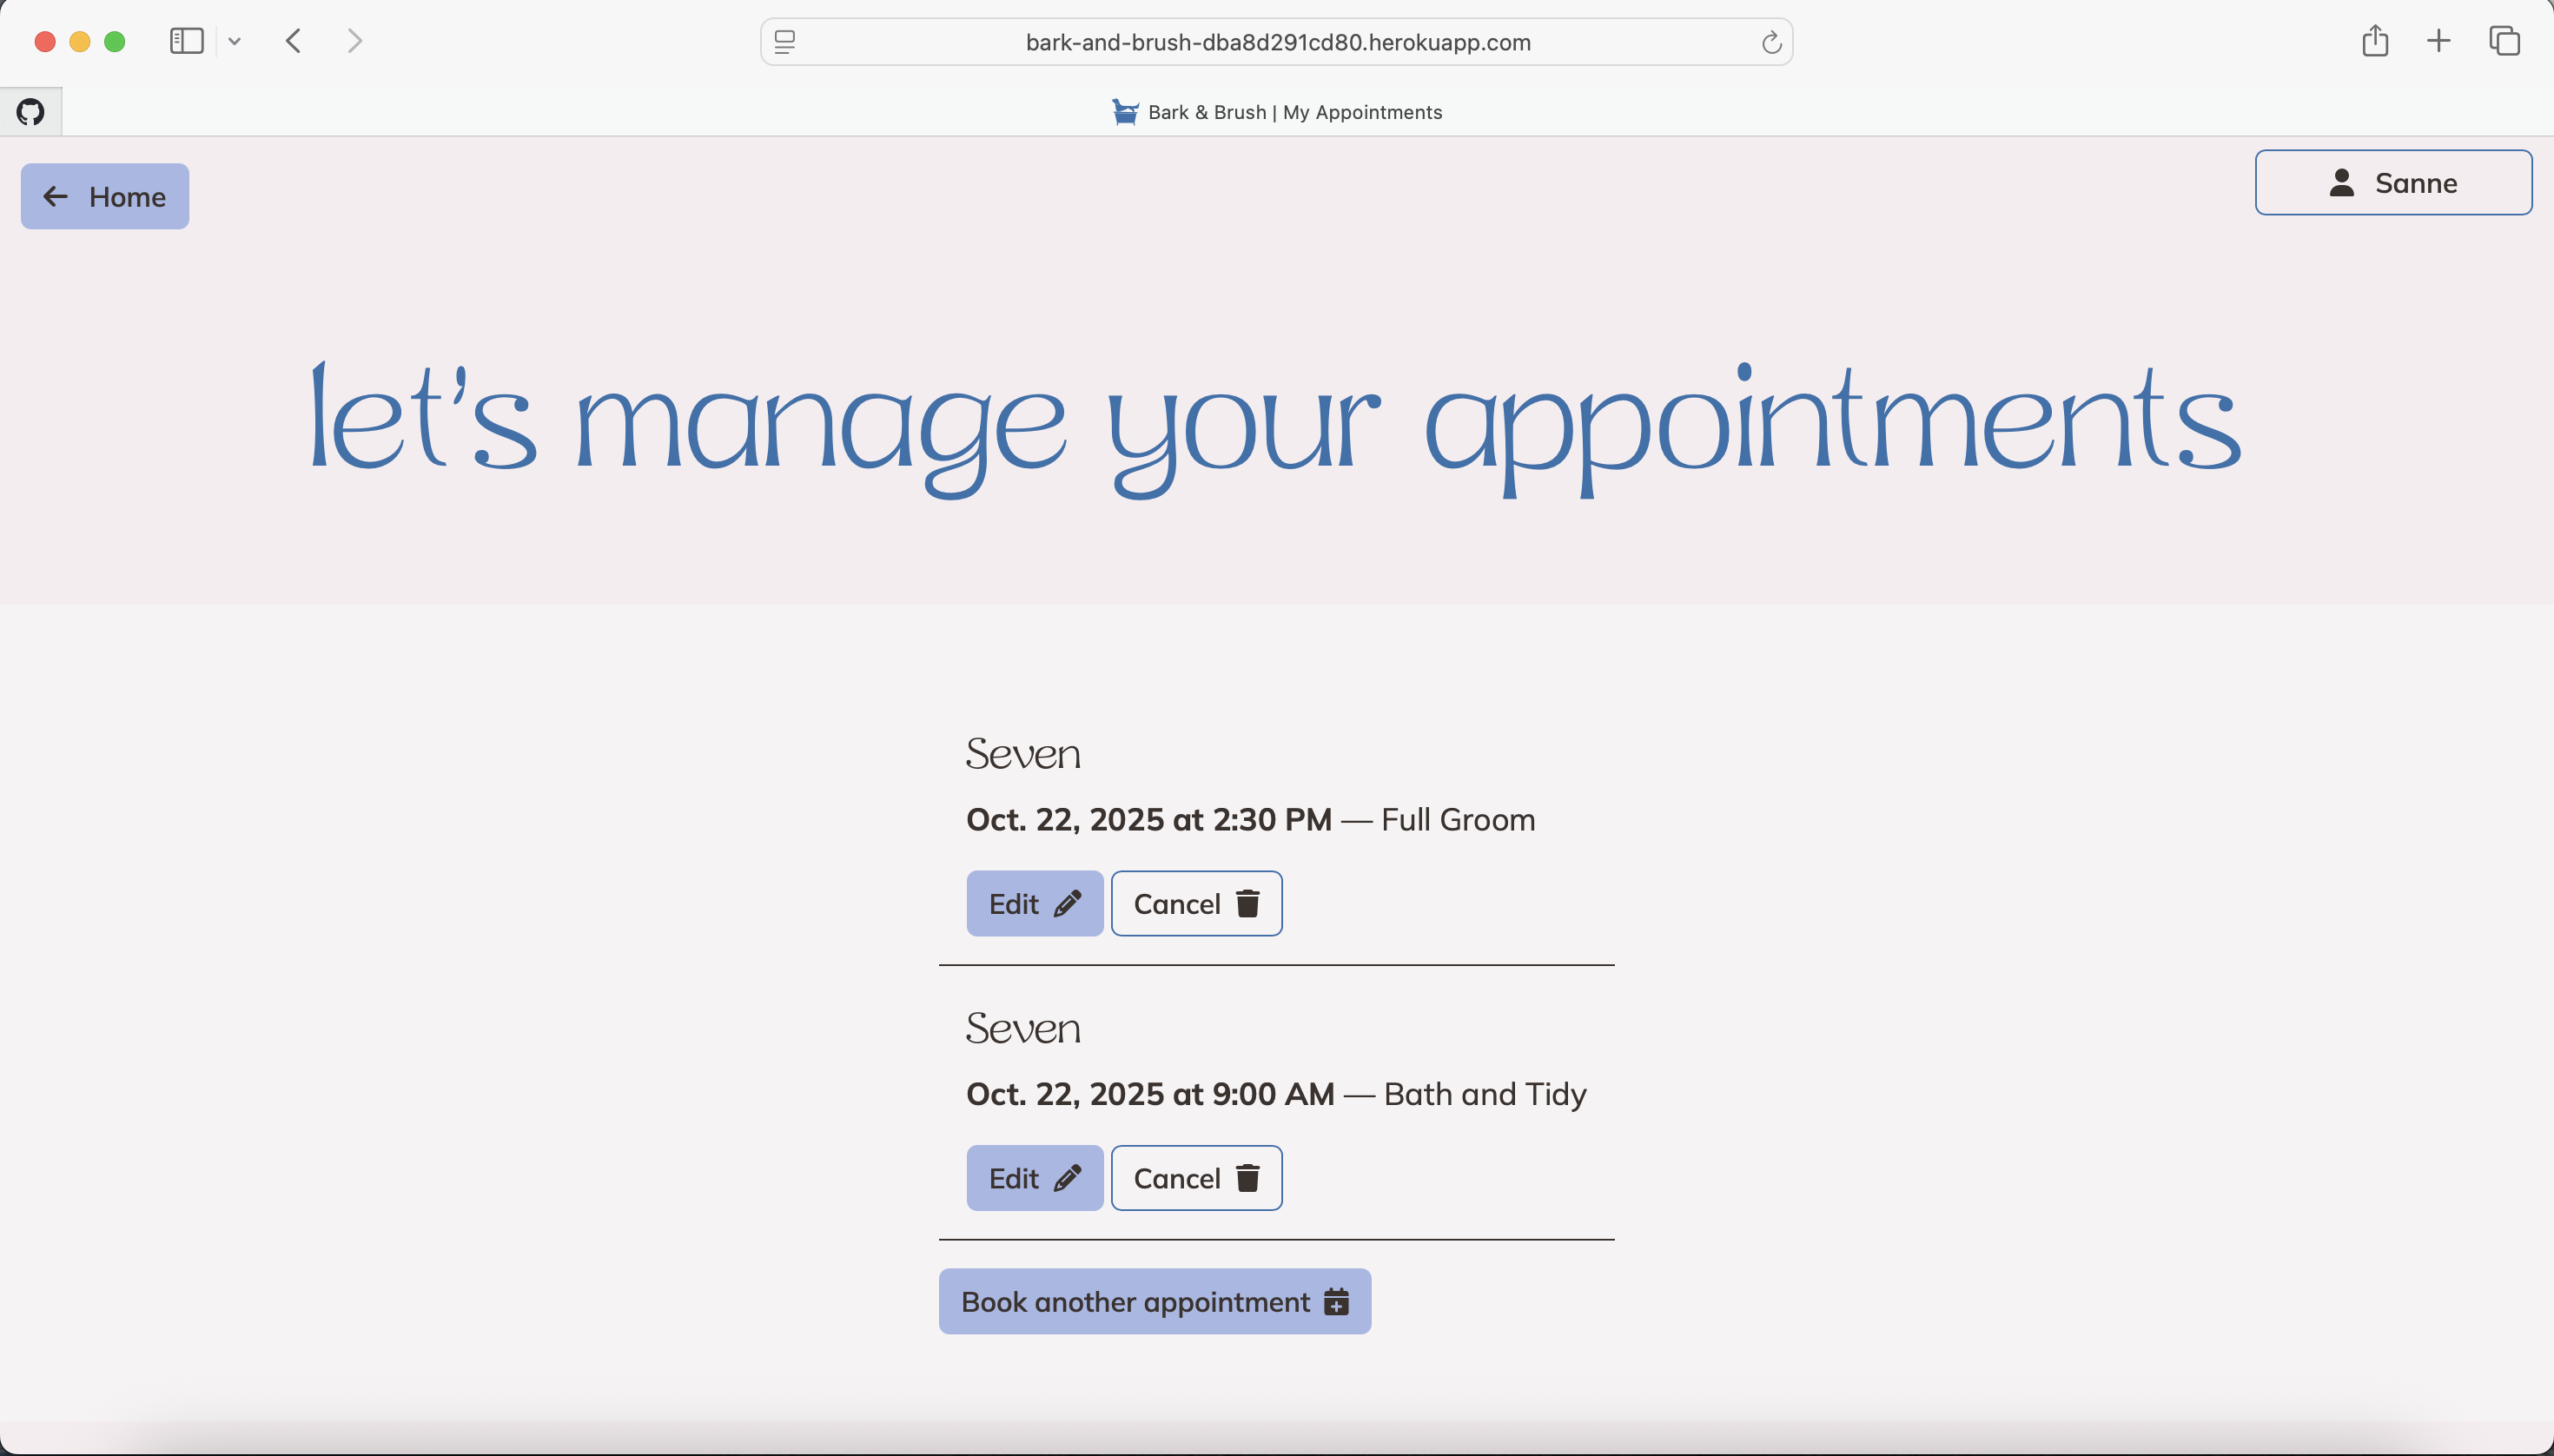 bark-and-brush-dba8d291cd80.herokuapp.com
Bark & Brush | My Appointments
Home
Sanne
let's manage your appointments
Seven
Oct. 22, 2025 at 2:30 PM — Full Groom
Edit Cancel
Seven
Oct. 22, 2025 at 9:00 AM — Bath and Tidy
Edit Cancel
Book another appointment